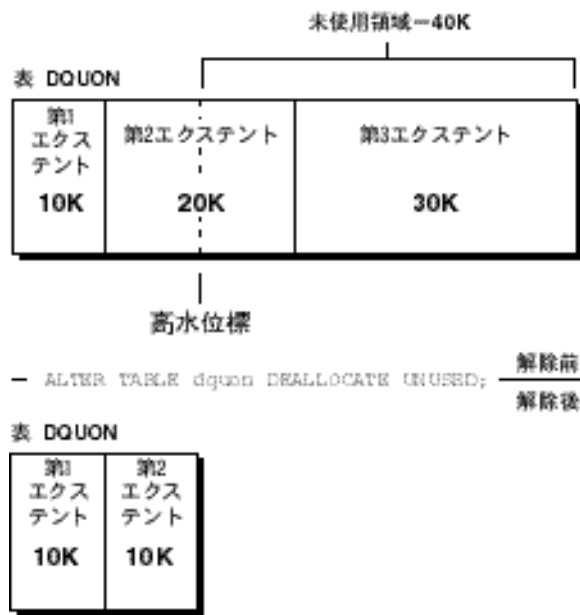 未使用領域－40K
表 DQUON
第1
エクス
テント
10K
第2エクステント
20K
第3エクステント
30K
高水位標
ALTER TABLE dquon DEALLOCATE UNUSED;
解除前
解除後
表 DQUON
第1
エクス
テント
10K
第2
エクス
テント
10K